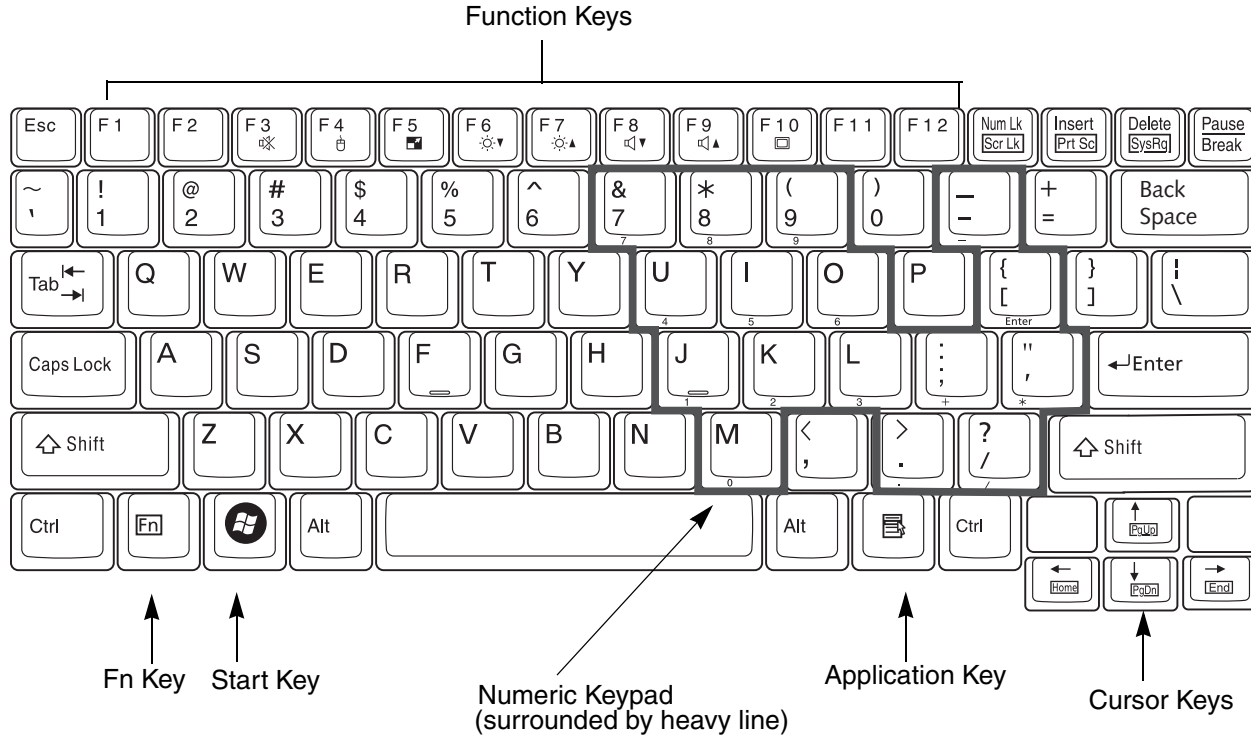 Function Keys
Esc F1 F2 F3 F4 F5 F6 F7 F8 F9 F10 F11 F12 Num Lk Insert Delete Pause
Scr Lk Prt Sc SysRq Break
~ ! @ # $ % ^ & * ( ) _ + Back
` 1 2 3 4 5 6 7 8 9 0 - = Space
7 8 9 -
Tab Q W E R T Y U I O P { } ¦
[ ] \
4 5 6 Enter
Caps Lock A S D F G H J K L : " Enter
; '
1 2 3 + *
Shift Z X C V B N M < > ? Shift
, . /
0 . /
Ctrl Fn Alt Alt Ctrl
PgUp
Home PgDn End
Fn Key Start Key Numeric Keypad Application Key Cursor Keys
(surrounded by heavy line)